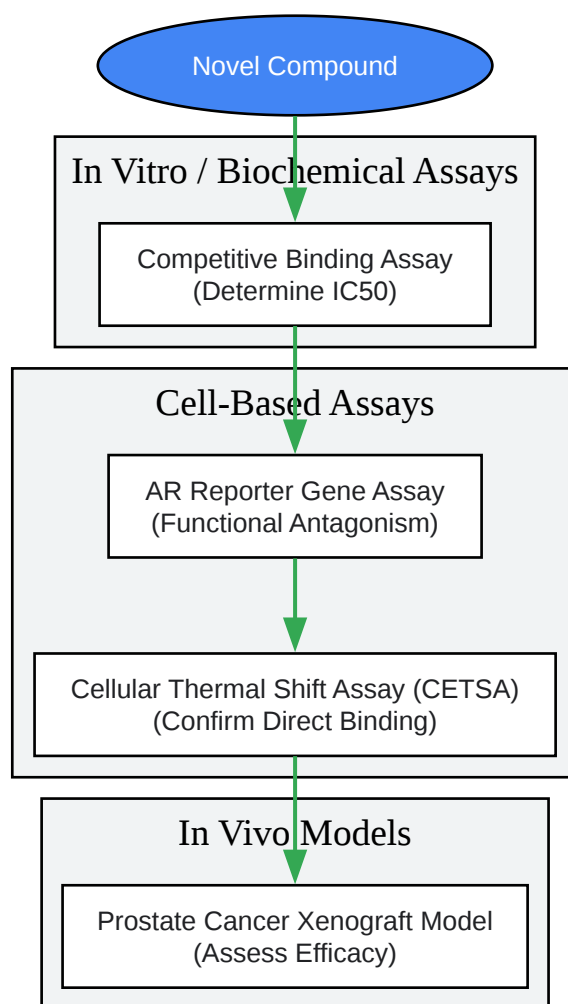 Novel Compound
In Vitro / Biochemical Assays
Competitive Binding Assay
(Determine IC50)
Cell-Based Assays
AR Reporter Gene Assay
(Functional Antagonism)
Cellular Thermal Shift Assay (CETSA)
(Confirm Direct Binding)
In Vivo Models
Prostate Cancer Xenograft Model
(Assess Efficacy)